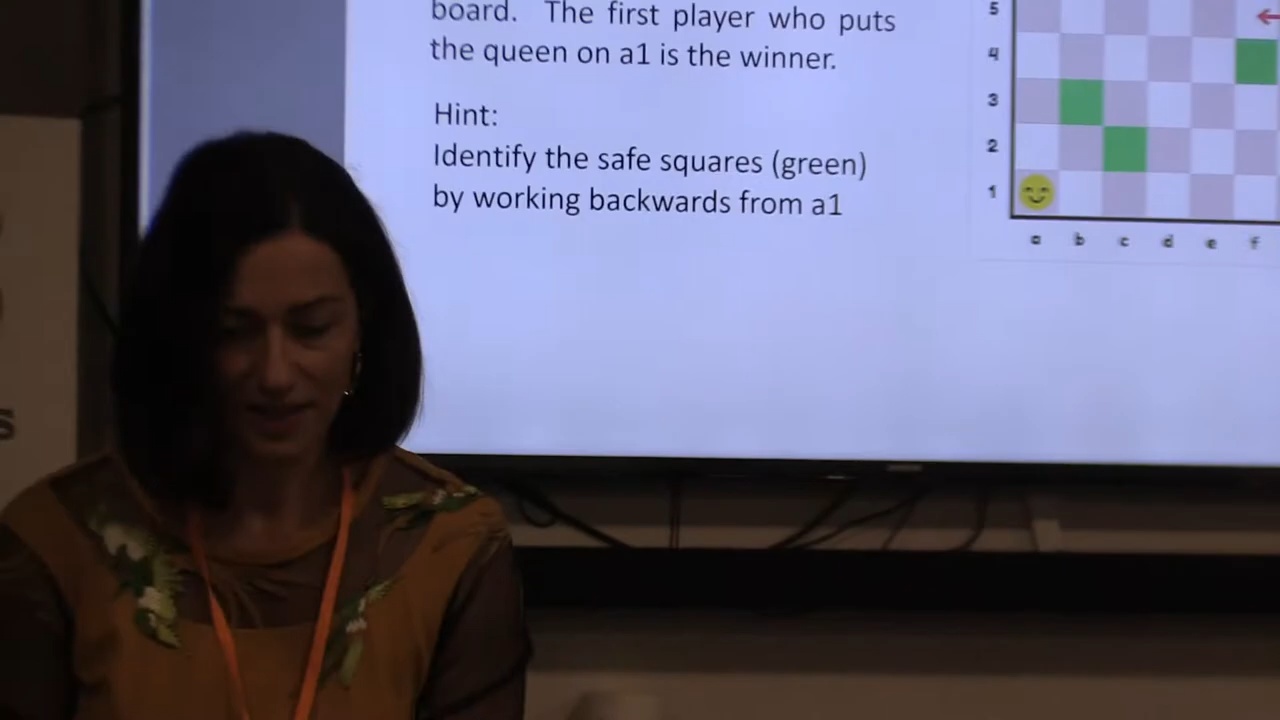 board. The first player who puts
the queen on a1 is the winner.
Hint:
Identify the safe squares (green)
by working backwards from a1
5
4
3
2
1
a b c d e f
S